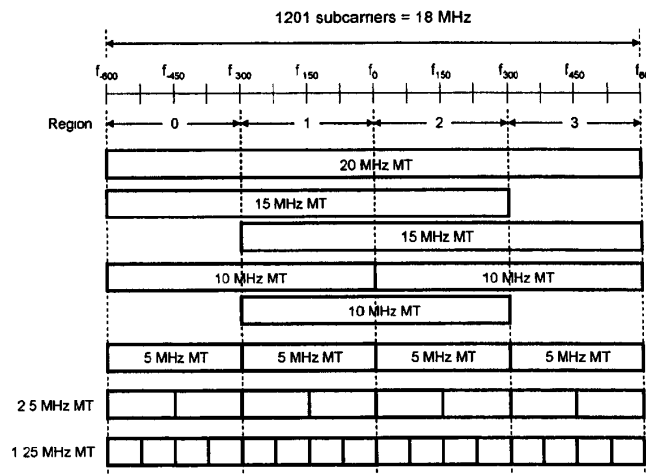 1201 subcarriers = 18 MHz
f-600 f-450 f 300 f 150 f0 f150 f300 f450 f60
Region 0 1 2 3
20 MHz MT
15 MHz MT
15 MHz MT
10 MHz MT 10 MHz MT
10 MHz MT
5 MHz MT 5 MHz MT 5 MHz MT 5 MHz MT
2 5 MHz MT
1 25 MHz MT